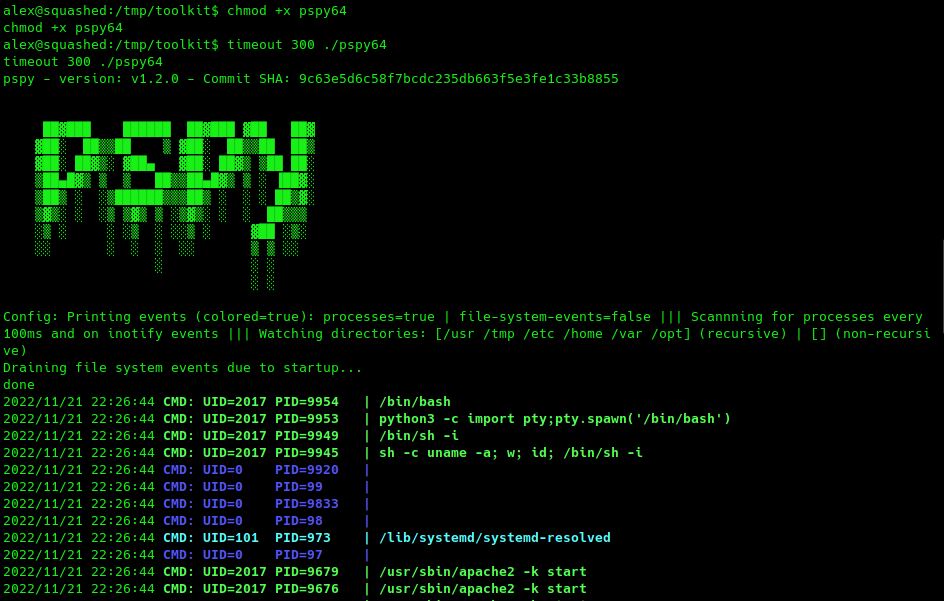 alex@squashed:/tmp/toolkit$ chmod +x pspy64
chmod +x pspy64
alex@squashed:/tmp/toolkit$ timeout 300 ./pspy64
timeout 300 ./pspy64
pspy - version: v1.2.0 - Commit SHA: 9c63e5d6c58f7bcdc235db663f5e3fe1c33b8855
Config: Printing events (colored=true): processes=true | file-system-events=false ||| Scannning for processes every
100ms and on inotify events ||| Watching directories: [/usr /tmp /etc /home /var /opt] (recursive) | [] (non-recursi
ve)
Draining file system events due to startup...
done
2022/11/21 22:26:44 CMD: UID=2017 PID=9954   | /bin/bash
2022/11/21 22:26:44 CMD: UID=2017 PID=9953   | python3 -c import pty;pty.spawn('/bin/bash')
2022/11/21 22:26:44 CMD: UID=2017 PID=9949   | /bin/sh -i
2022/11/21 22:26:44 CMD: UID=2017 PID=9945   | sh -c uname -a; w; id; /bin/sh -i
2022/11/21 22:26:44 CMD: UID=0    PID=9920   |
2022/11/21 22:26:44 CMD: UID=0    PID=99     |
2022/11/21 22:26:44 CMD: UID=0    PID=9833   |
2022/11/21 22:26:44 CMD: UID=0    PID=98     |
2022/11/21 22:26:44 CMD: UID=101  PID=973    | /lib/systemd/systemd-resolved
2022/11/21 22:26:44 CMD: UID=0    PID=97     |
2022/11/21 22:26:44 CMD: UID=2017 PID=9679   | /usr/sbin/apache2 -k start
2022/11/21 22:26:44 CMD: UID=2017 PID=9676   | /usr/sbin/apache2 -k start